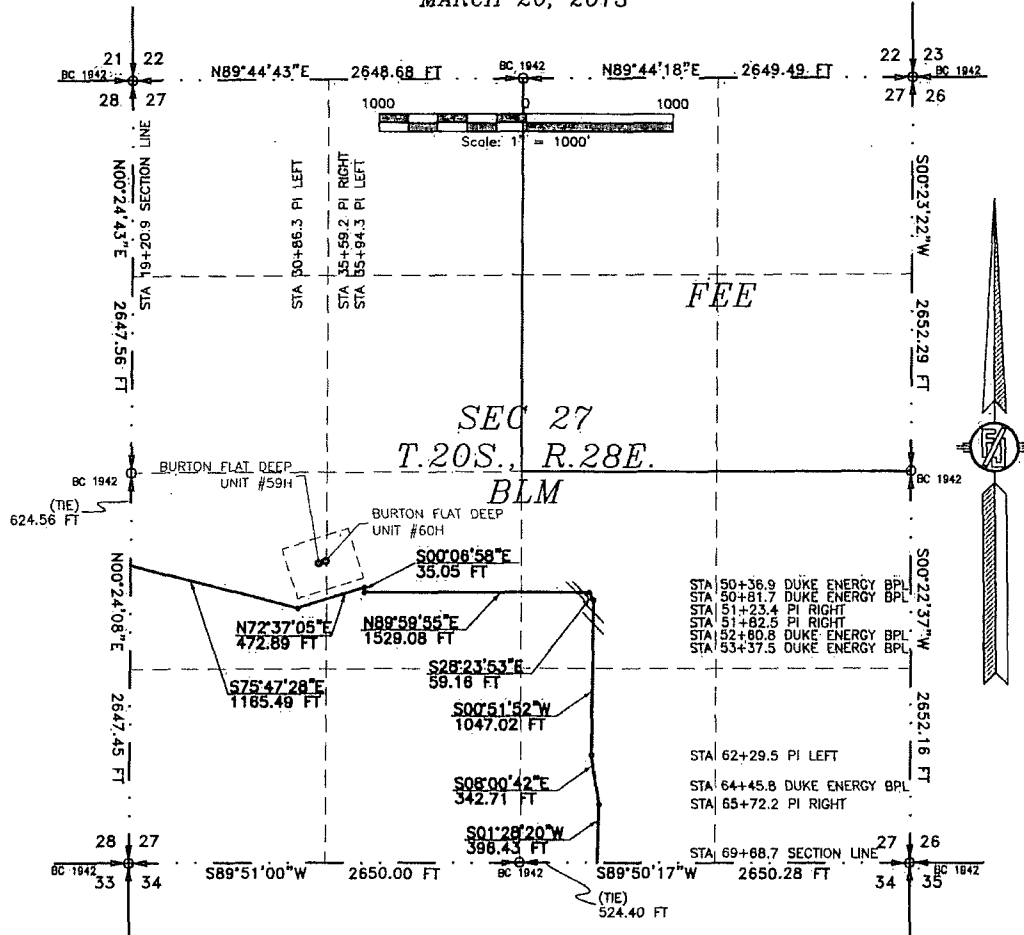 MARCH 20, 2013
21 22
BC 1942
28 27
N89°44'43"E 2648.68 FT
BC 1942
N89°44'18"E 2649.49 FT
22 23
BC 1942
27 26
1000 0 1000
Scale: 1" = 1000'
N00°24'43"E 2647.56 FT
STA 19+20.9 SECTION LINE
STA 30+86.3 PI LEFT
STA 35+59.2 PI RIGHT
STA 35+94.3 PI LEFT
S00°23'22"W 2652.29 FT
FEE
SEC 27
T.20S., R.28E.
BLM
BC 1942
(TIE)
624.56 FT
BC 1942
BURTON FLAT DEEP
UNIT #59H
BURTON FLAT DEEP
UNIT #60H
S00°06'58"E
35.05 FT
N72°37'05"E
472.89 FT
N89°59'55"E
1529.08 FT
STA 50+36.9 DUKE ENERGY BPL
STA 50+81.7 DUKE ENERGY BPL
STA 51+23.4 PI RIGHT
STA 51+82.5 PI RIGHT
STA 52+60.8 DUKE ENERGY BPL
STA 53+37.5 DUKE ENERGY BPL
N00°24'08"E 2647.45 FT
S00°22'37"W 2652.16 FT
S28°23'53"E
59.16 FT
S75°47'28"E
1165.49 FT
S00°51'52"W
1047.02 FT
STA 62+29.5 PI LEFT
S08°00'42"E
342.71 FT
STA 64+45.8 DUKE ENERGY BPL
STA 65+72.2 PI RIGHT
S01°28'20"W
396.43 FT
STA 69+68.7 SECTION LINE
28 27
BC 1942
33 34
S89°51'00"W 2650.00 FT
BC 1942
S89°50'17"W 2650.28 FT
27 26
BC 1942
34 35
(TIE)
524.40 FT